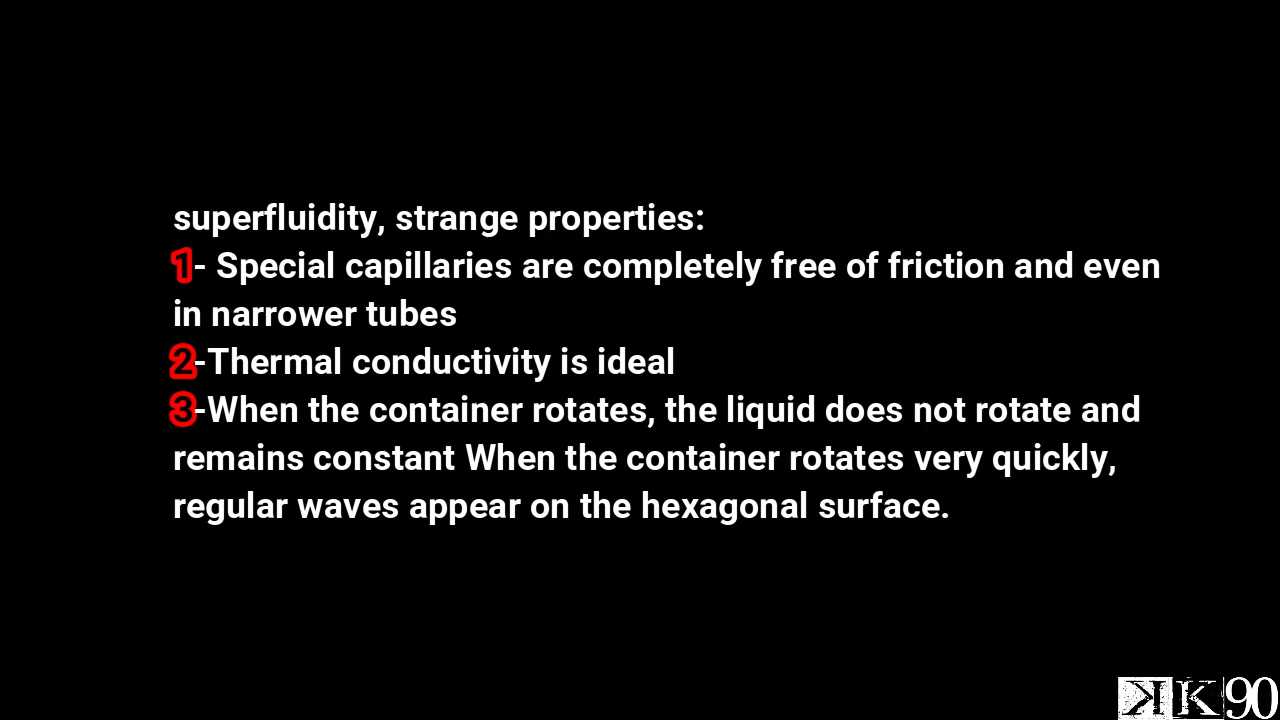 superfluidity, strange properties:
1- Special capillaries are completely free of friction and even
in narrower tubes
2-Thermal conductivity is ideal
3-When the container rotates, the liquid does not rotate and
remains constant When the container rotates very quickly,
regular waves appear on the hexagonal surface.
KK90